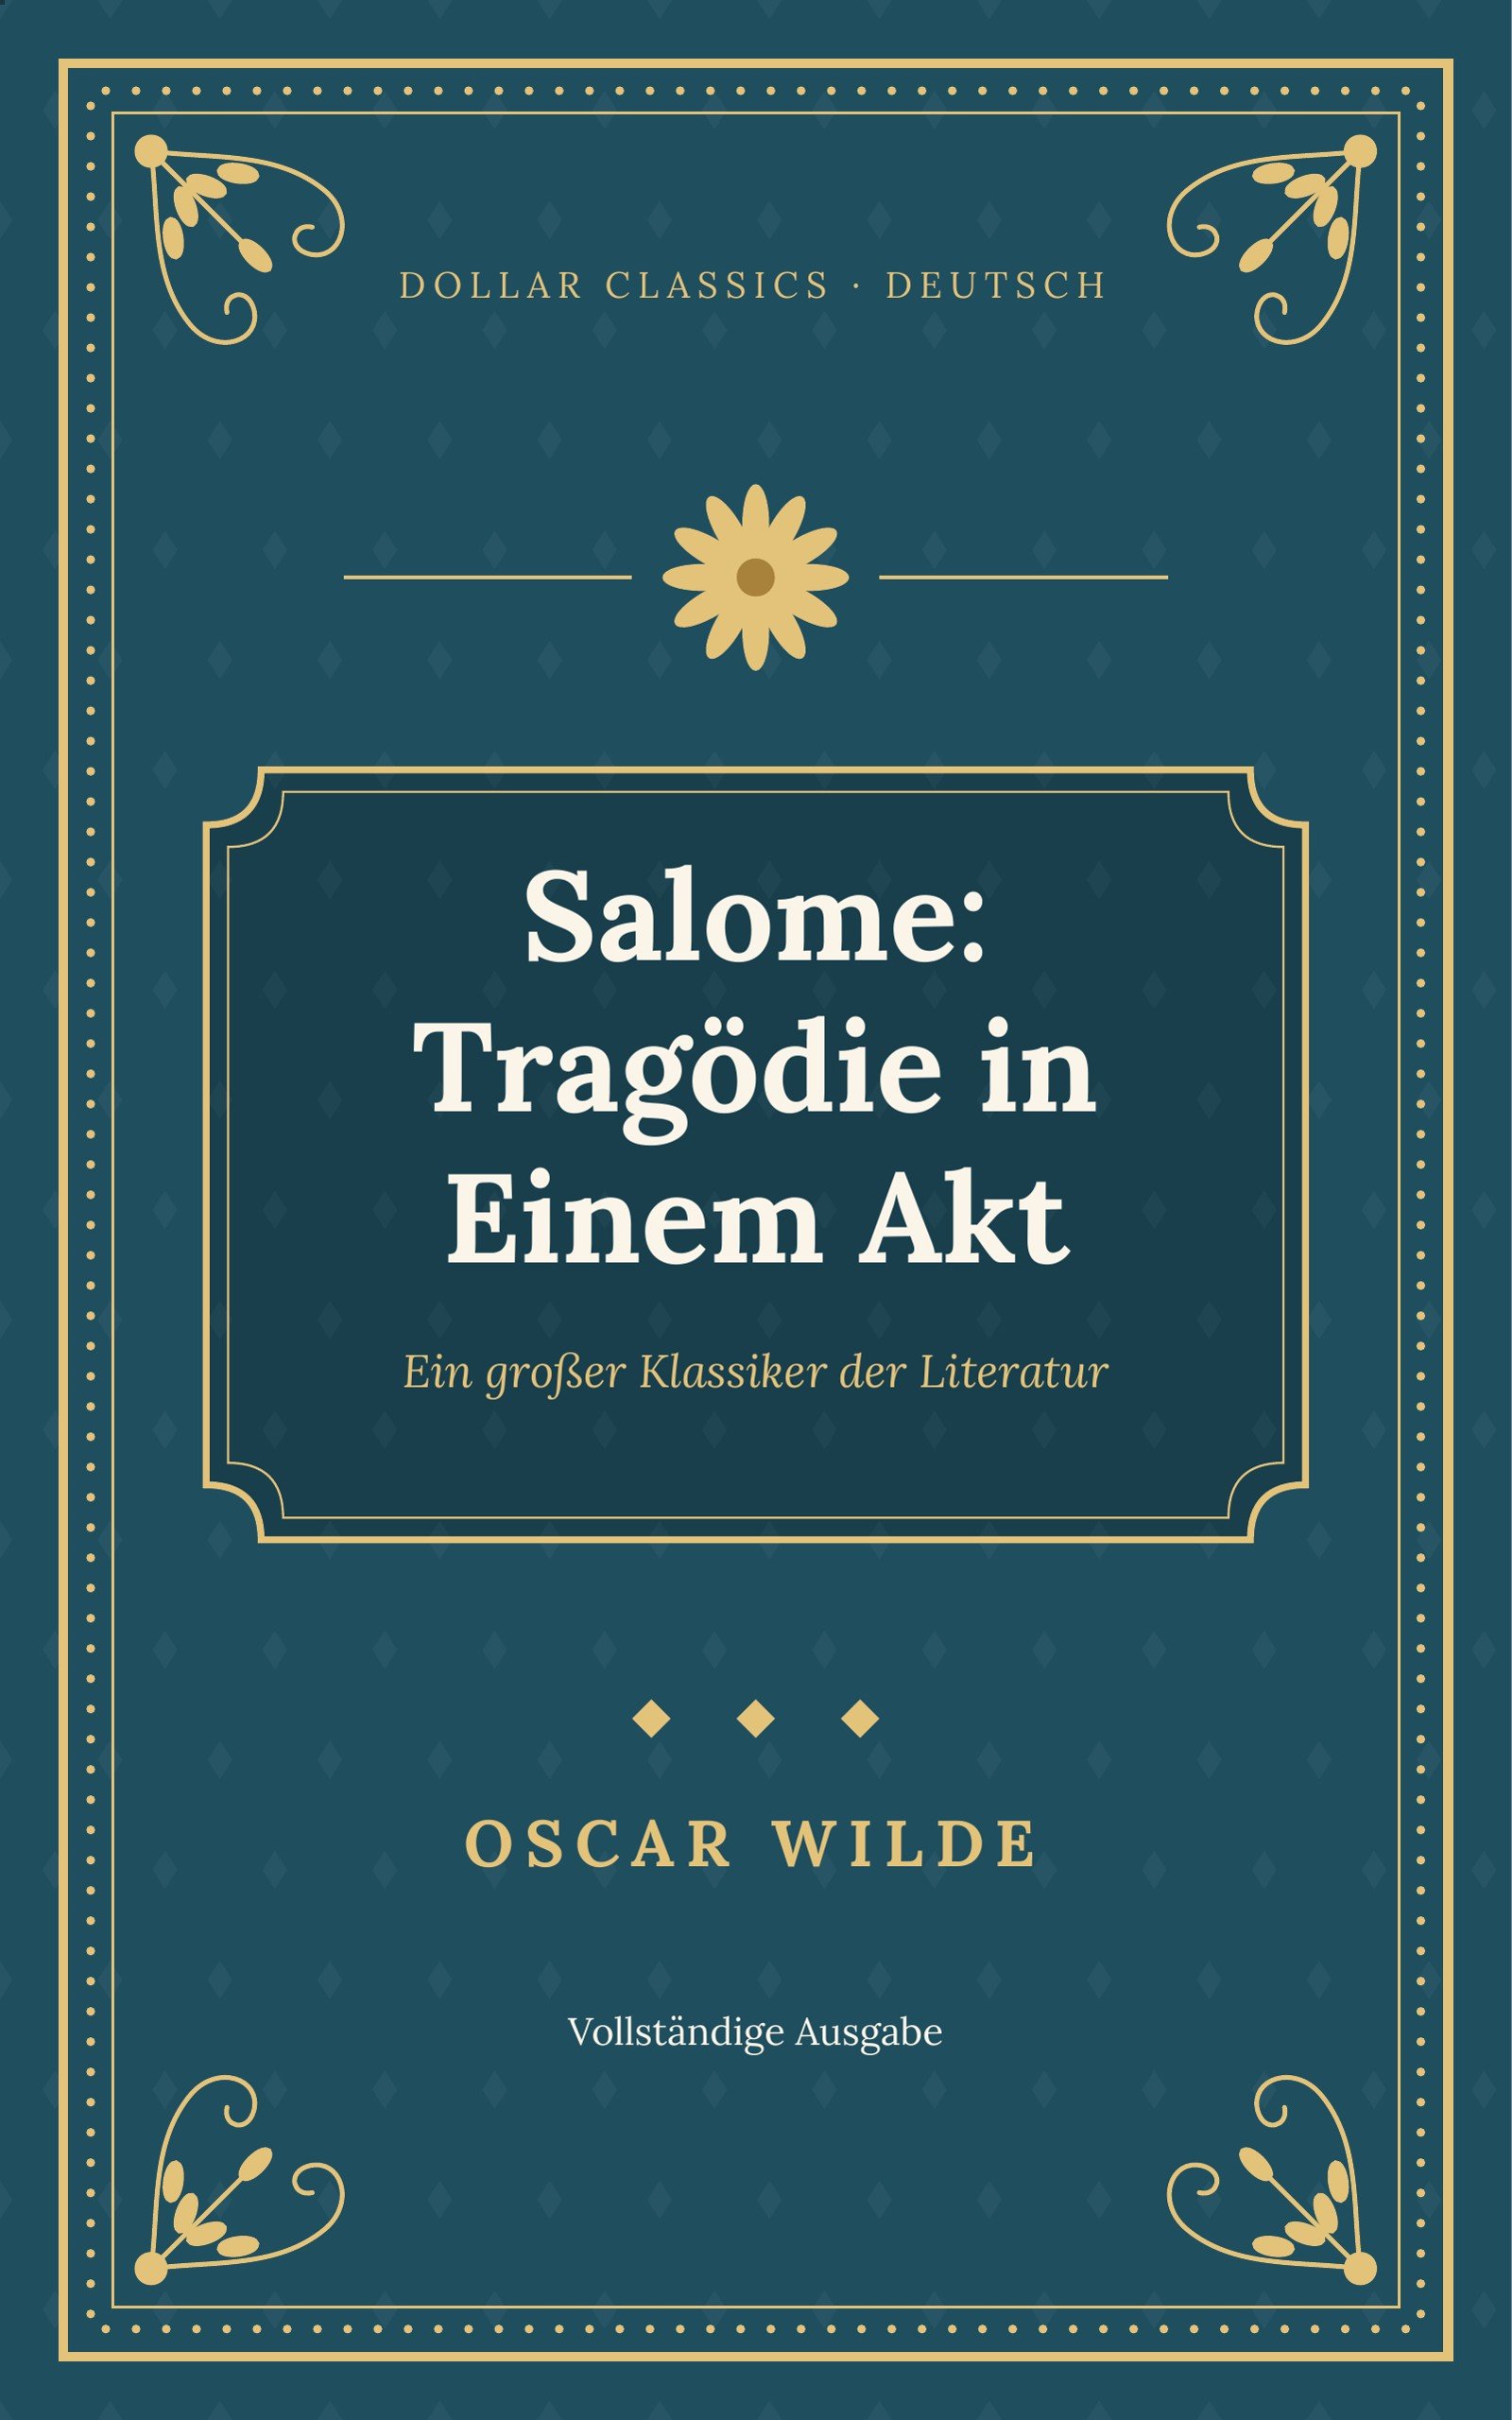 DOLLAR CLASSICS · DEUTSCH
Salome:
Tragödie in
Einem Akt
Ein großer Klassiker der Literatur
OSCAR WILDE
Vollständige Ausgabe